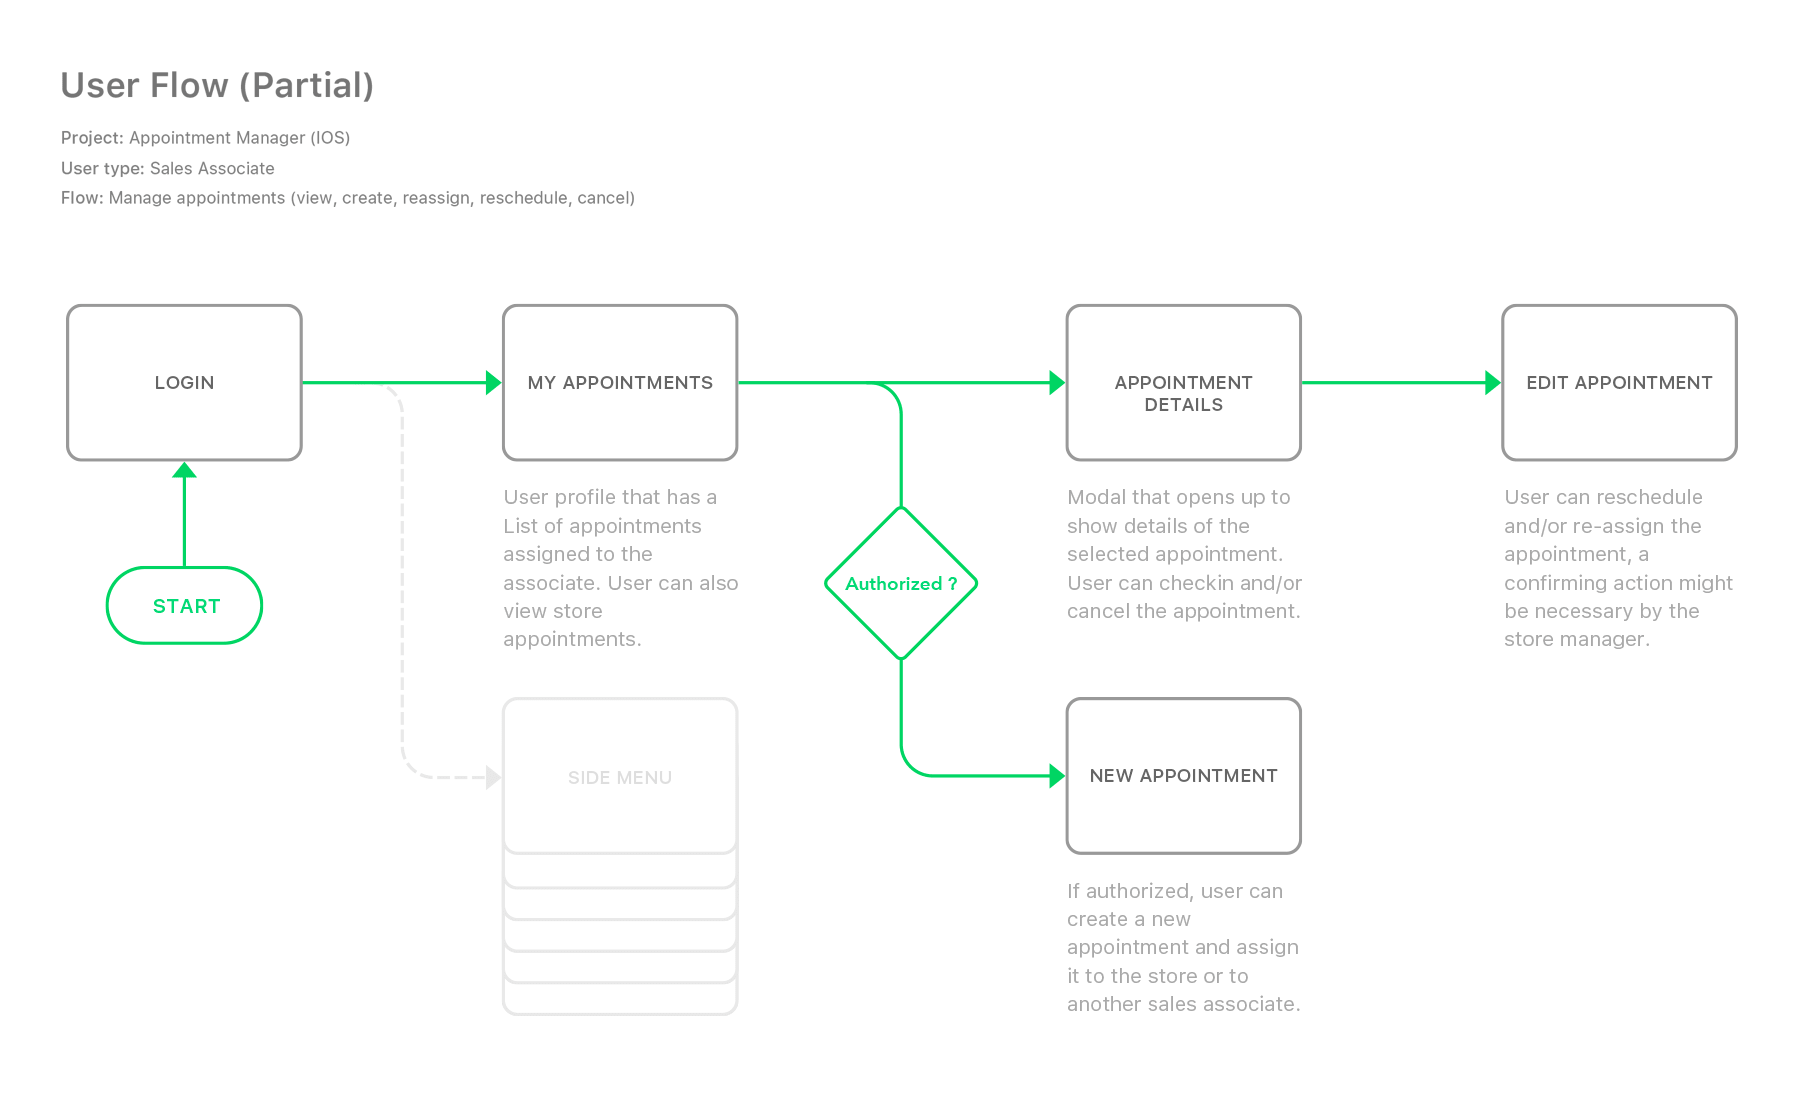 User Flow (Partial)
Project: Appointment Manager (IOS)
User type: Sales Associate
Flow: Manage appointments (view, create, reassign, reschedule, cancel)
LOGIN
MY APPOINTMENTS
APPOINTMENT
DETAILS
EDIT APPOINTMENT
START
User profile that has a
List of appointments
assigned to the
associate. User can also
view store
appointments.
Authorized ?
Modal that opens up to
show details of the
selected appointment.
User can checkin and/or
cancel the appointment.
User can reschedule
and/or re-assign the
appointment, a
confirming action might
be necessary by the
store manager.
SIDE MENU
NEW APPOINTMENT
If authorized, user can
create a new
appointment and assign
it to the store or to
another sales associate.